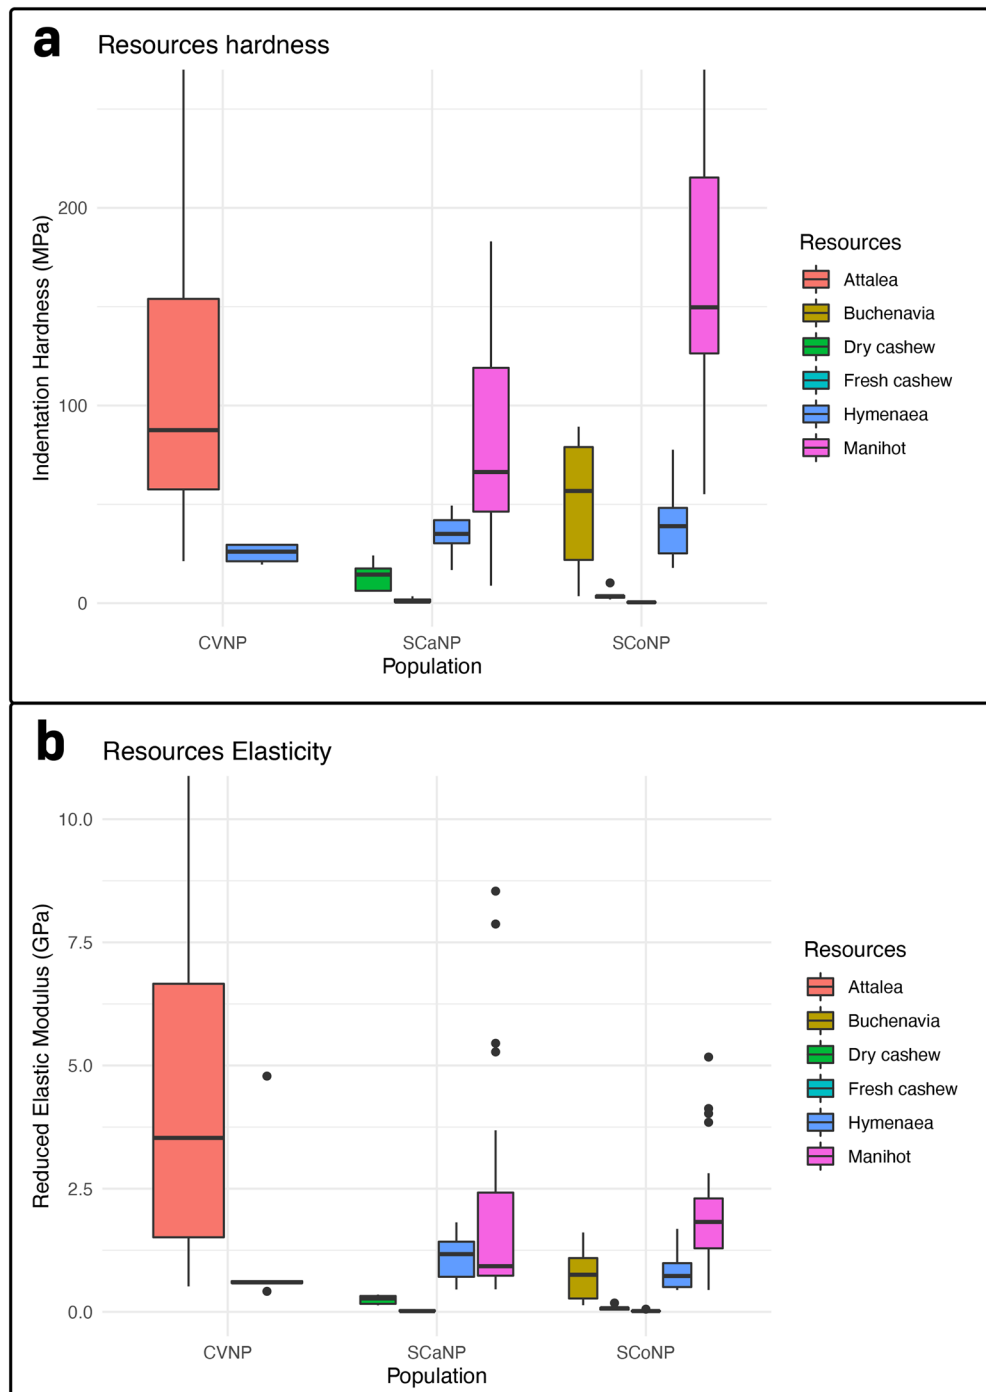 a
Resources hardness
Indentation Hardness (MPa)
200
100
0
CVNP
SCaNP
SCoNP
Population
Resources
Attalea
Buchenavia
Dry cashew
Fresh cashew
Hymenaea
Manihot
b
Resources Elasticity
Reduced Elastic Modulus (GPa)
10.0
7.5
5.0
2.5
0.0
CVNP
SCaNP
SCoNP
Population
Resources
Attalea
Buchenavia
Dry cashew
Fresh cashew
Hymenaea
Manihot